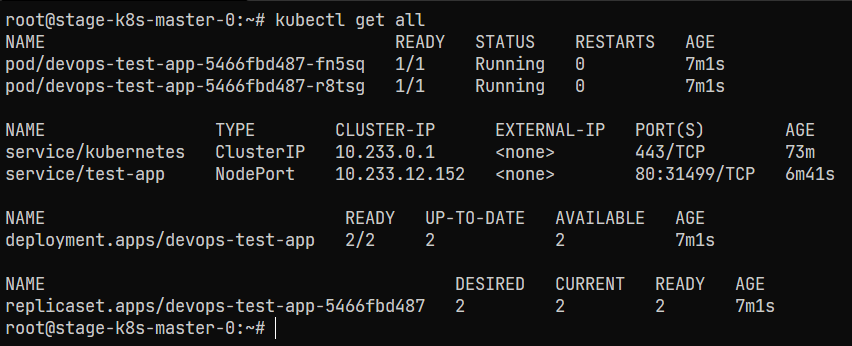 root@stage-k8s-master-0:~# kubectl get all
NAME                                   READY   STATUS    RESTARTS   AGE
pod/devops-test-app-5466fbd487-fn5sq   1/1     Running   0          7m1s
pod/devops-test-app-5466fbd487-r8tsg   1/1     Running   0          7m1s

NAME                 TYPE        CLUSTER-IP      EXTERNAL-IP   PORT(S)        AGE
service/kubernetes   ClusterIP   10.233.0.1      <none>        443/TCP        73m
service/test-app     NodePort    10.233.12.152   <none>        80:31499/TCP   6m41s

NAME                              READY   UP-TO-DATE   AVAILABLE   AGE
deployment.apps/devops-test-app   2/2     2            2           7m1s

NAME                                         DESIRED   CURRENT   READY   AGE
replicaset.apps/devops-test-app-5466fbd487   2         2         2       7m1s
root@stage-k8s-master-0:~#